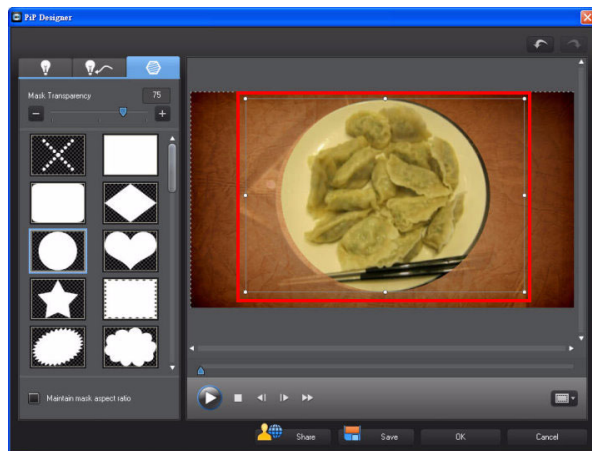 PiP Designer
Mask Transparency
75
Maintain mask aspect ratio
Share
Save
OK
Cancel